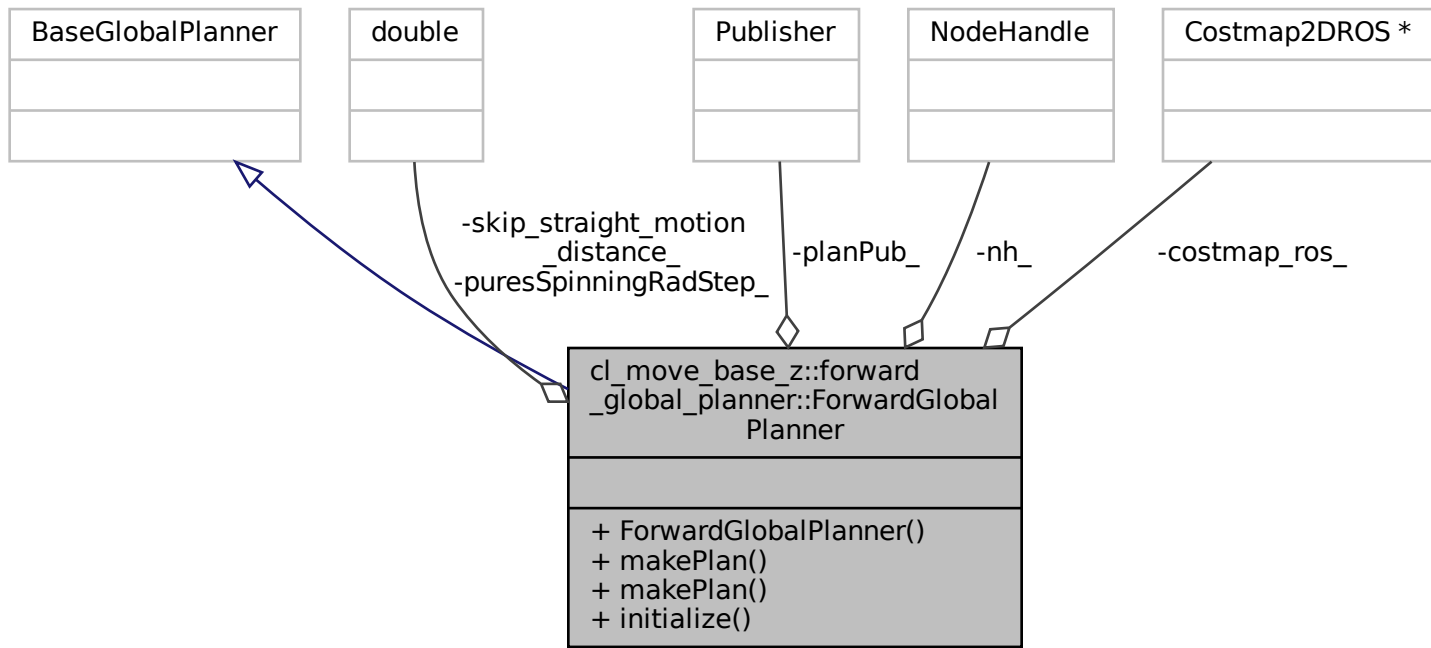 BaseGlobalPlanner
double
Publisher
NodeHandle
Costmap2DROS *
-skip_straight_motion
_distance_
-puresSpinningRadStep_
-planPub_
-nh_
-costmap_ros_
cl_move_base_z::forward
_global_planner::ForwardGlobal
Planner
+ ForwardGlobalPlanner()
+ makePlan()
+ makePlan()
+ initialize()